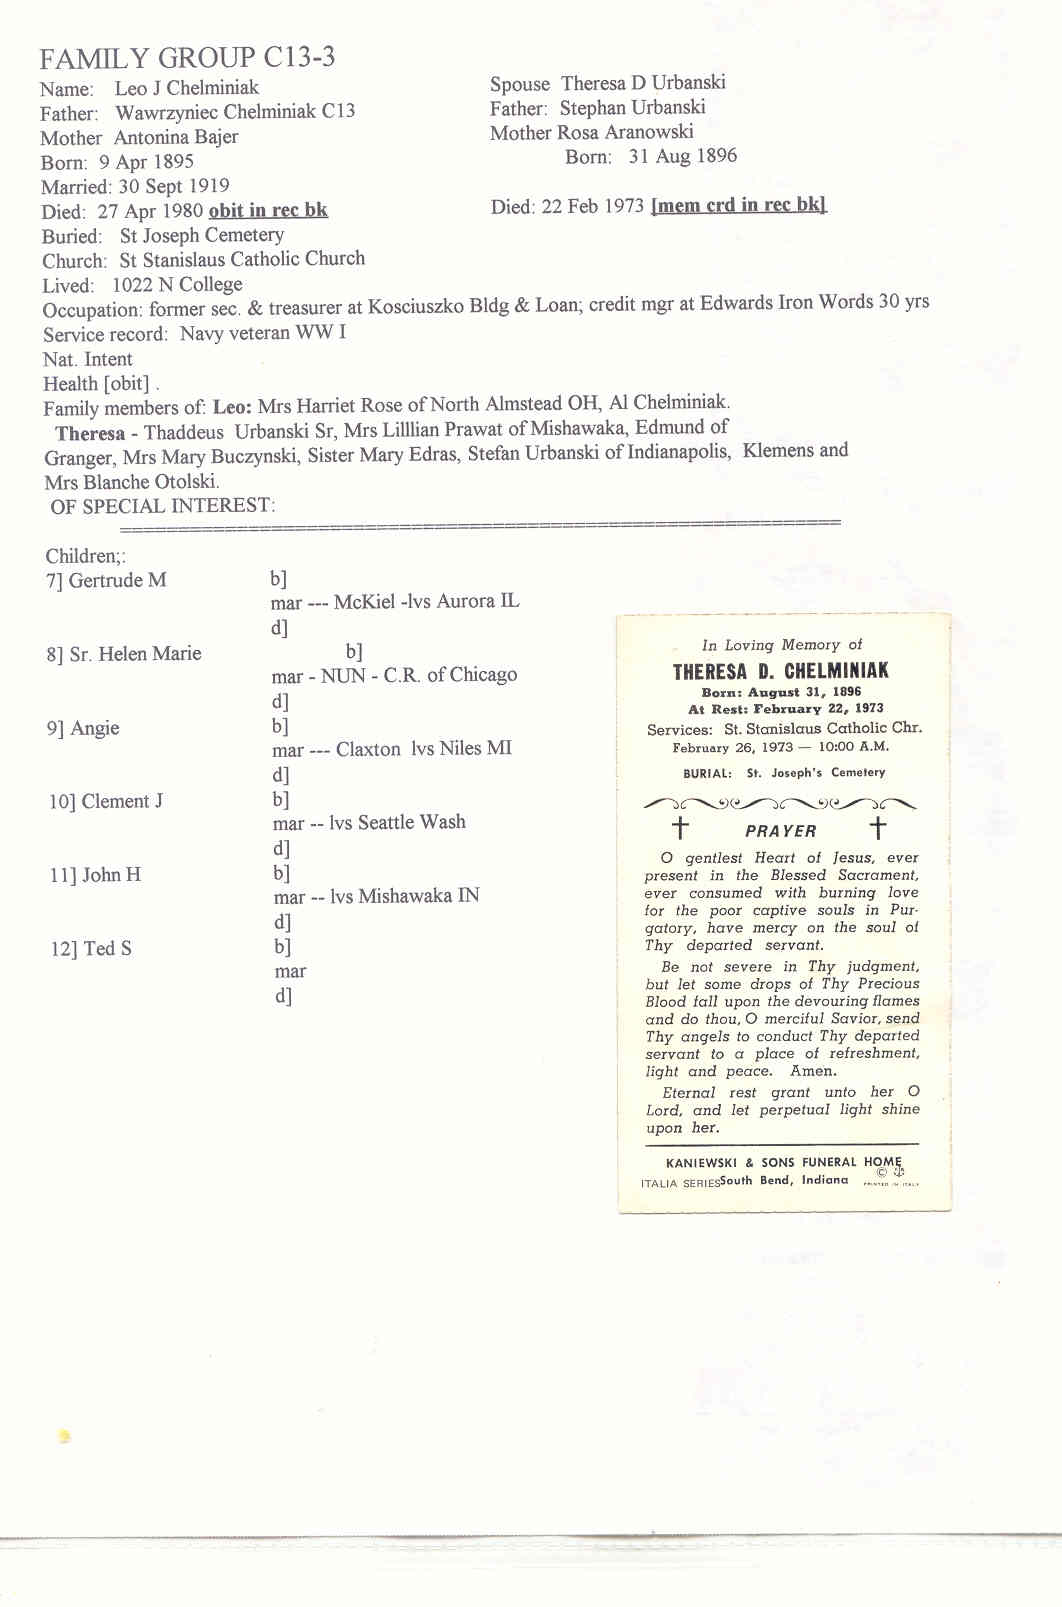 FAMILY GROUP C13-3
Name: Leo J Chelminiak
Father: Wawrzyniec Chelminiak C13
Mother Antonina Bajer
Born: 9 Apr 1895
Married: 30 Sept 1919
Died: 27 Apr 1980 obit in rec bk
Spouse Theresa D Urbanski
Father: Stephan Urbanski
Mother Rosa Aranowski
Born: 31 Aug 1896
Died: 22 Feb 1973 [mem crd in rec bk]
Buried: St Joseph Cemetery
Church: St Stanislaus Catholic Church
Lived: 1022 N College
Occupation: former sec. & treasurer at Kosciuszko Bldg & Loan; credit mgr at Edwards Iron Words 30 yrs
Service record: Navy veteran WW I
Nat. Intent
Health [obit] .
Family members of: Leo: Mrs Harriet Rose of North Almstead OH, Al Chelminiak.
Theresa - Thaddeus Urbanski Sr, Mrs Lilllian Prawat of Mishawaka, Edmund of
Granger, Mrs Mary Buczynski, Sister Mary Edras, Stefan Urbanski of Indianapolis, Klemens and
Mrs Blanche Otolski.
OF SPECIAL INTEREST:
Children;:
7] Gertrude M b]
mar --- McKiel -lvs Aurora IL
d]
8] Sr. Helen Marie b]
mar - NUN - C.R. of Chicago
d]
9] Angie b]
mar --- Claxton lvs Niles MI
d]
10] Clement J b]
mar -- lvs Seattle Wash
d]
11] John H b]
mar -- lvs Mishawaka IN
d]
12] Ted S b]
mar
d]
In Loving Memory of
THERESA D. CHELMINIAK
Born: August 31, 1896
At Rest: February 22, 1973
Services: St. Stanislaus Catholic Chr.
February 26, 1973 — 10:00 A.M.
BURIAL: St. Joseph's Cemetery
PRAYER
O gentlest Heart of Jesus, ever
present in the Blessed Sacrament,
ever consumed with burning love
for the poor captive souls in Pur-
gatory, have mercy on the soul of
Thy departed servant.
Be not severe in Thy judgment,
but let some drops of Thy Precious
Blood fall upon the devouring flames
and do thou, O merciful Savior, send
Thy angels to conduct Thy departed
servant to a place of refreshment,
light and peace. Amen.
Eternal rest grant unto her O
Lord, and let perpetual light shine
upon her.
KANIEWSKI & SONS FUNERAL HOME
ITALIA SERIES South Bend, Indiana © PRINTED IN ITALY